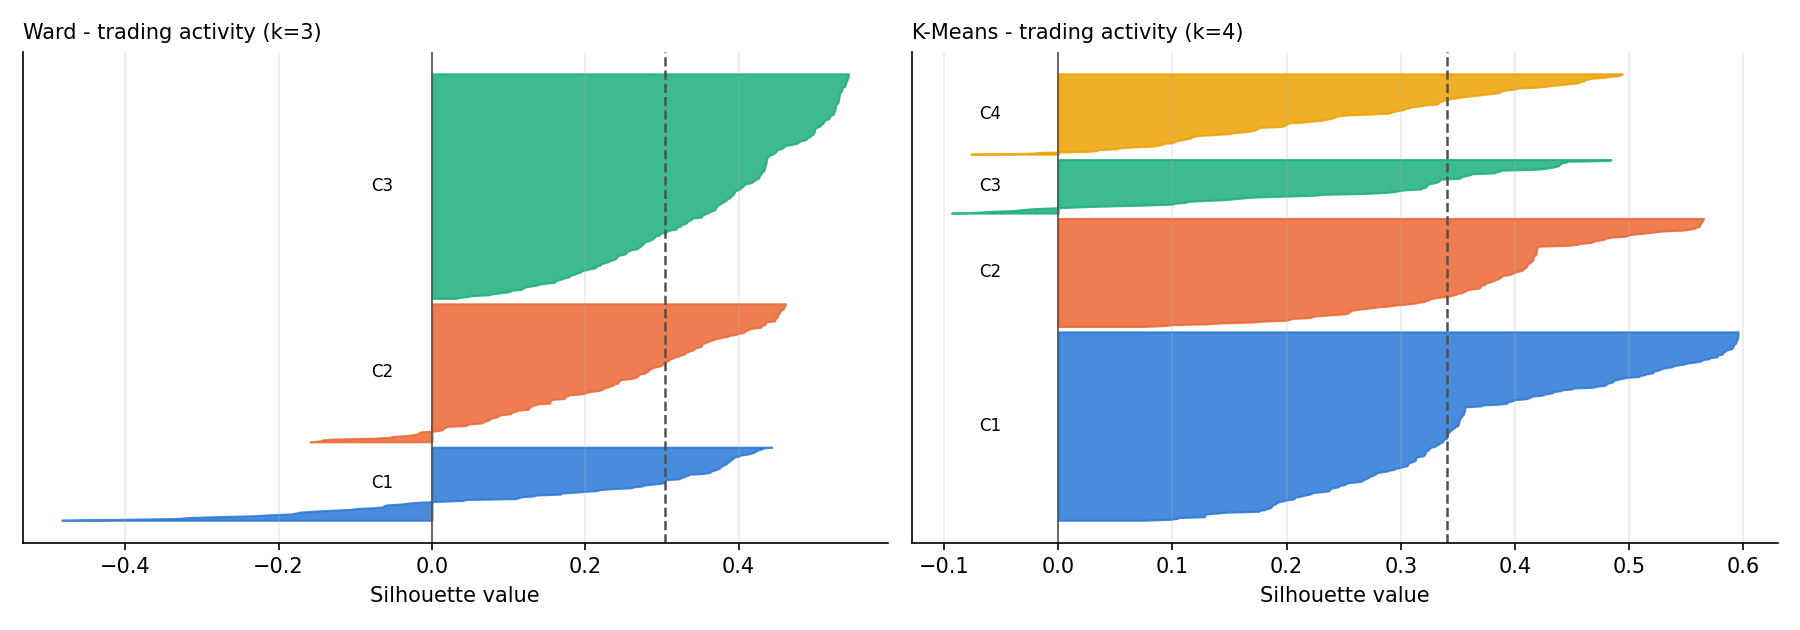 Ward - trading activity (k=3)
C3
C2
C1
−0.4 −0.2 0.0 0.2 0.4
Silhouette value
K-Means - trading activity (k=4)
C4
C3
C2
C1
−0.1 0.0 0.1 0.2 0.3 0.4 0.5 0.6
Silhouette value